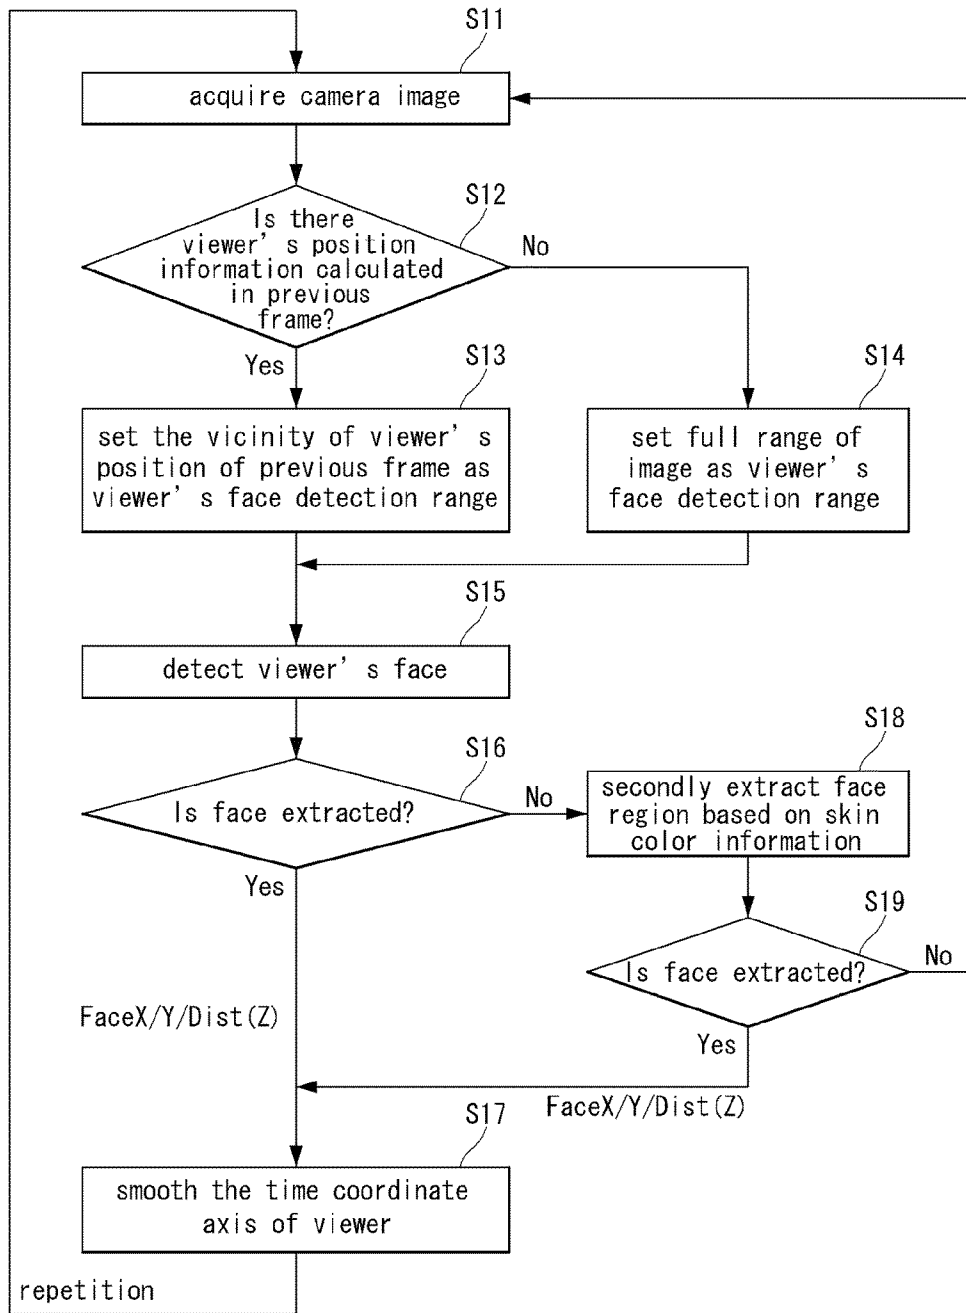 S11
acquire camera image
S12
Is there
viewer's position
information calculated
in previous
frame?
No
Yes
S13
set the vicinity of viewer's
position of previous frame as
viewer's face detection range
S14
set full range of
image as viewer's
face detection range
S15
detect viewer's face
S16
Is face extracted?
No
Yes
S18
secondly extract face
region based on skin
color information
S19
Is face extracted?
No
Yes
FaceX/Y/Dist(Z)
FaceX/Y/Dist(Z)
S17
smooth the time coordinate
axis of viewer
repetition